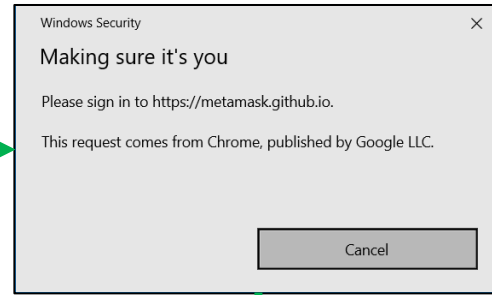 Windows Security
Making sure it's you
Please sign in to https://metamask.github.io.
This request comes from Chrome, published by Google LLC.
Cancel